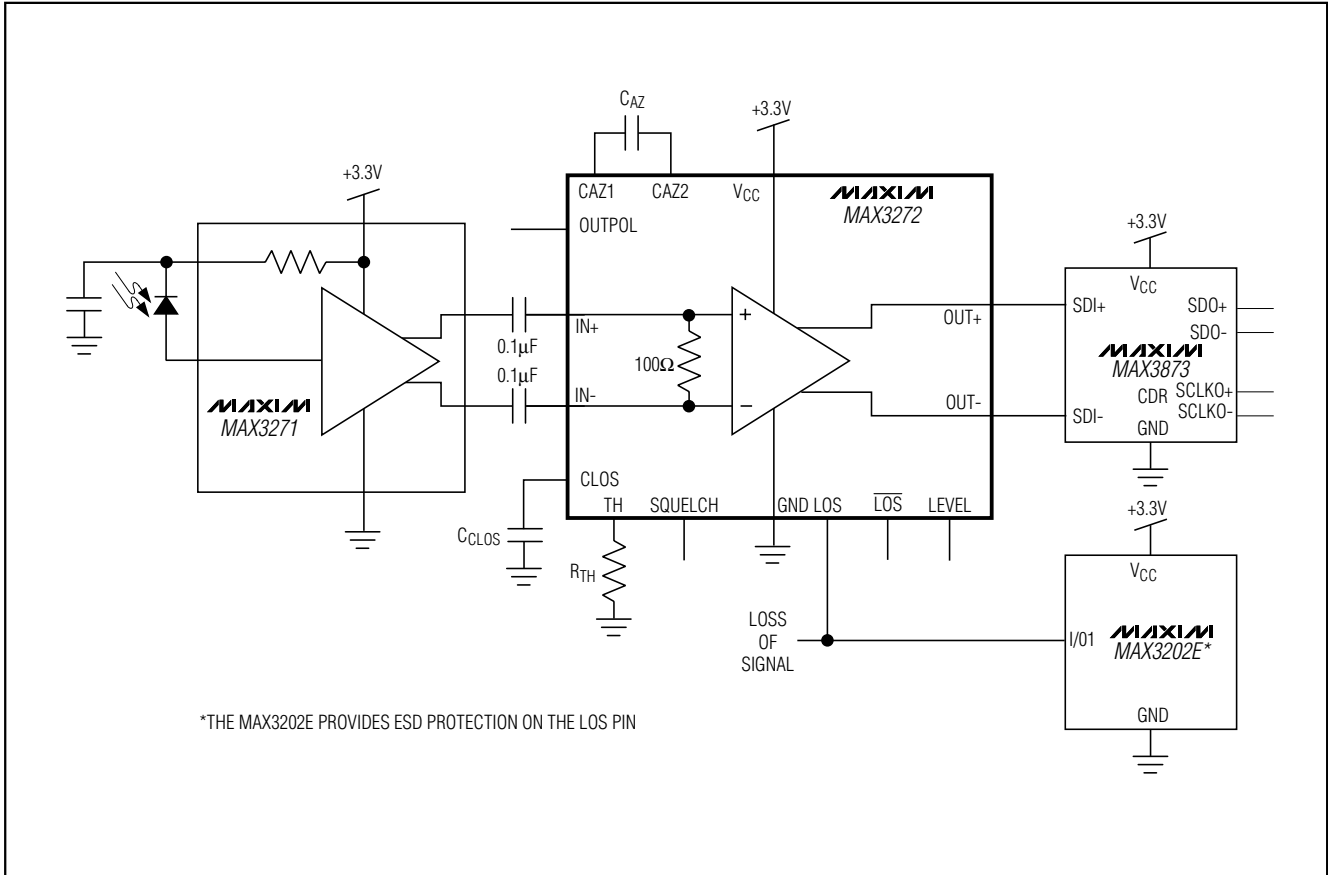 C_AZ
+3.3V
+3.3V
CAZ1
CAZ2
V_CC
MAXIM
MAX3272
OUTPOL
+3.3V
V_CC
SDI+
SDO+
SDO-
MAXIM
MAX3873
CDR
SCLKO+
SCLKO-
SDI-
GND
MAXIM
MAX3271
0.1µF
0.1µF
IN+
IN-
100Ω
+
−
OUT+
OUT-
CLOS
TH
SQUELCH
GND
LOS
L̅O̅S̅
LEVEL
C_CLOS
R_TH
LOSS
OF
SIGNAL
+3.3V
V_CC
I/01
MAXIM
MAX3202E*
GND
*THE MAX3202E PROVIDES ESD PROTECTION ON THE LOS PIN